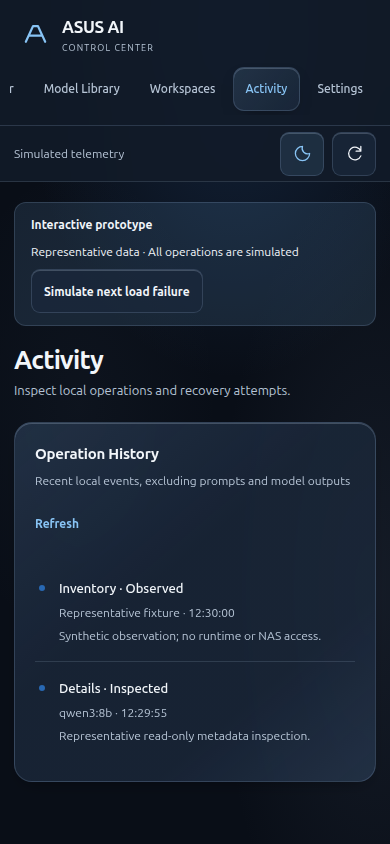 ASUS AI
CONTROL CENTER
r
Model Library
Workspaces
Activity
Settings
Simulated telemetry
Interactive prototype
Representative data · All operations are simulated
Simulate next load failure
Activity
Inspect local operations and recovery attempts.
Operation History
Recent local events, excluding prompts and model outputs
Refresh
Inventory · Observed
Representative fixture · 12:30:00
Synthetic observation; no runtime or NAS access.
Details · Inspected
qwen3:8b · 12:29:55
Representative read-only metadata inspection.